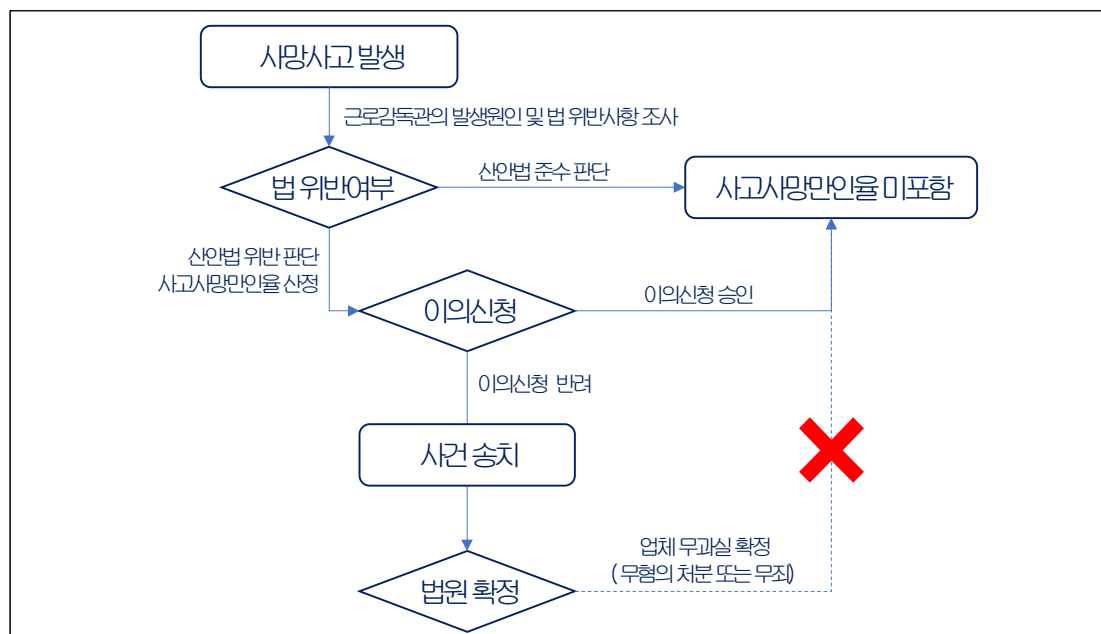 사망사고 발생
근로감독관의 발생원인 및 법 위반사항 조사
법 위반여부
산안법 준수 판단
사고사망만인율 미포함
산안법 위반 판단
사고사망만인율 산정
이의신청
이의신청 승인
이의신청 반려
사건 송치
업체 무과실 확정
( 무혐의 처분 또는 무죄)
법원 확정